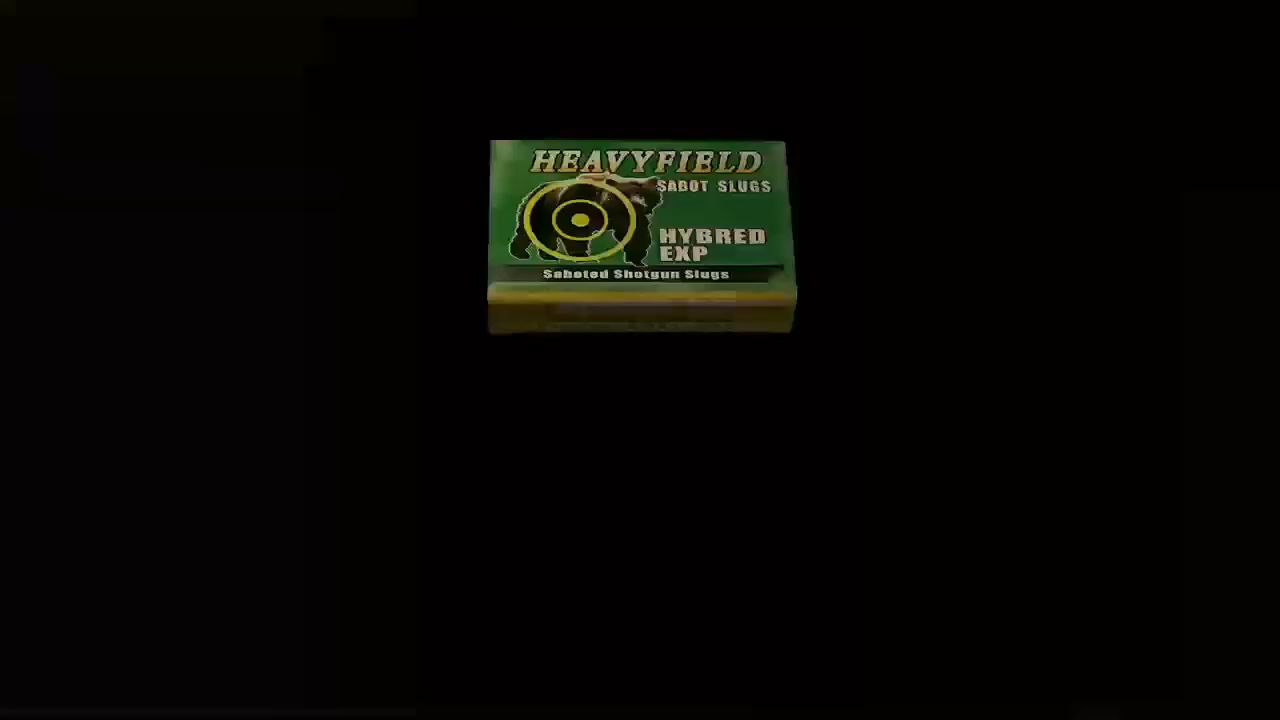 HEAVYFIELD
SABOT SLUGS
HYBRED
EXP
Saboted Shotgun Slugs